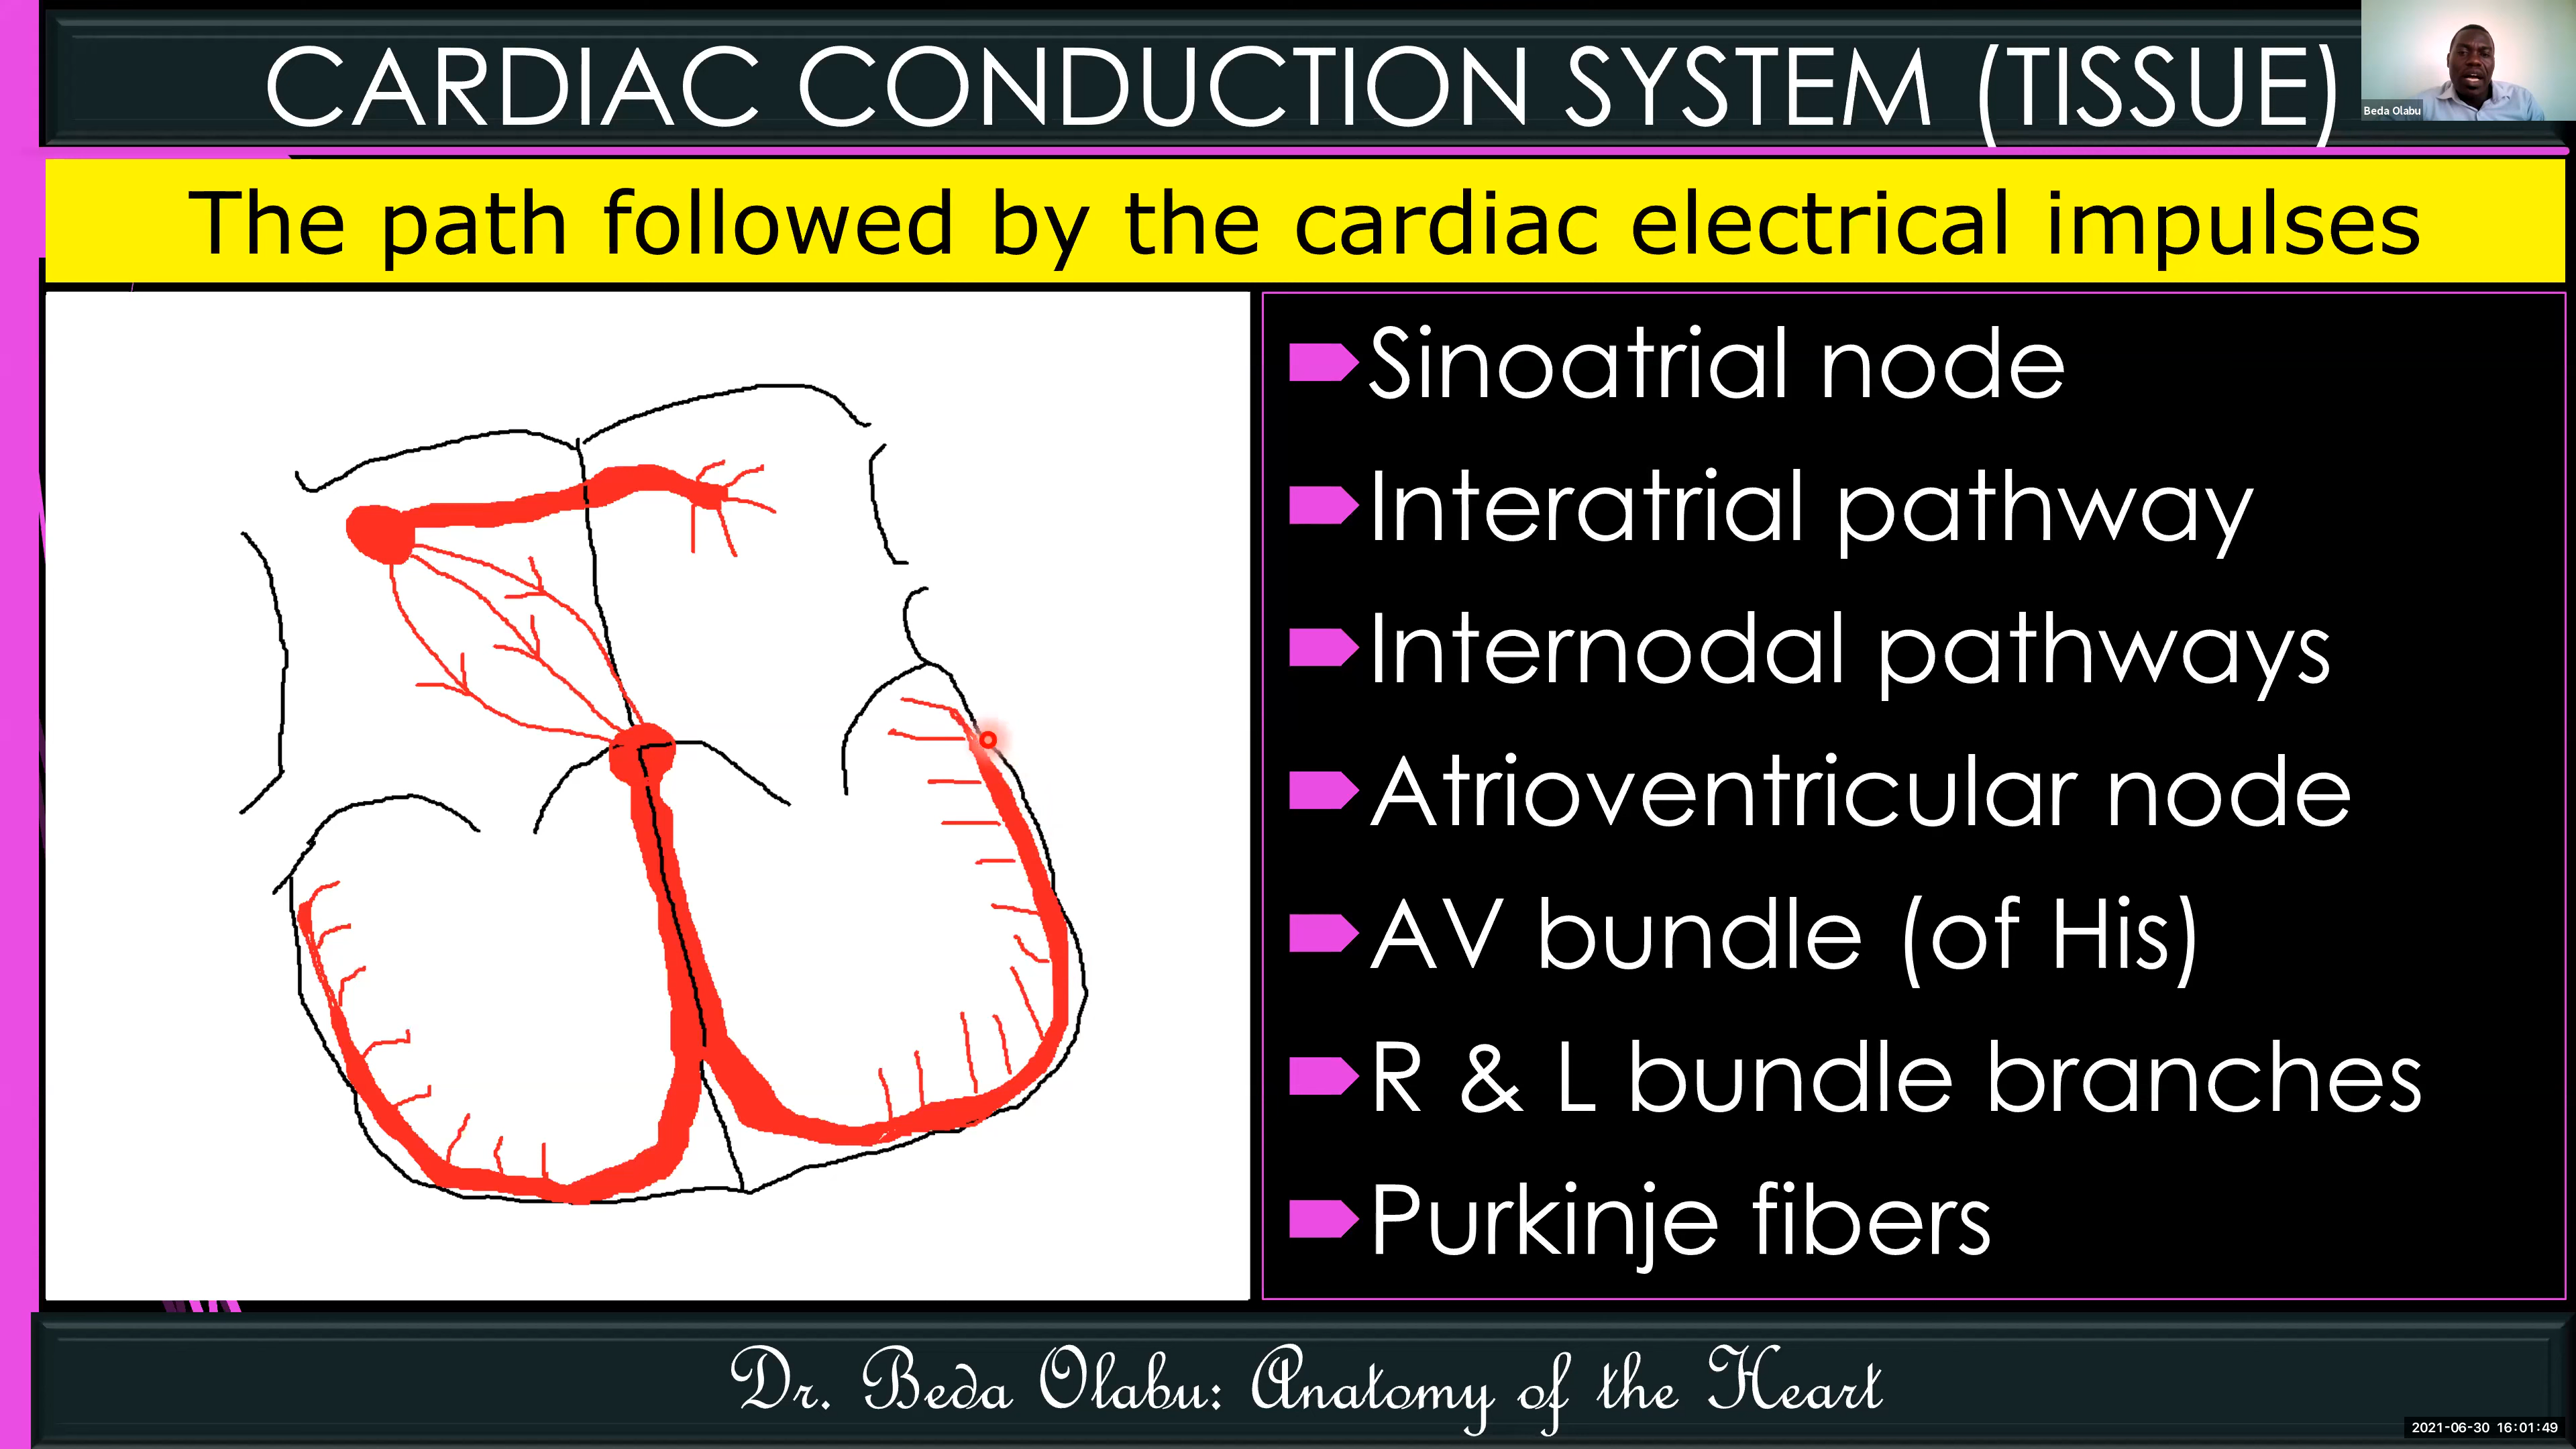 CARDIAC CONDUCTION SYSTEM (TISSUE)
Beda Olabu
The path followed by the cardiac electrical impulses
Sinoatrial node
Interatrial pathway
Internodal pathways
Atrioventricular node
AV bundle (of His)
R & L bundle branches
Purkinje fibers
Dr. Beda Olabu: Anatomy of the Heart
2021-06-30 16:01:49